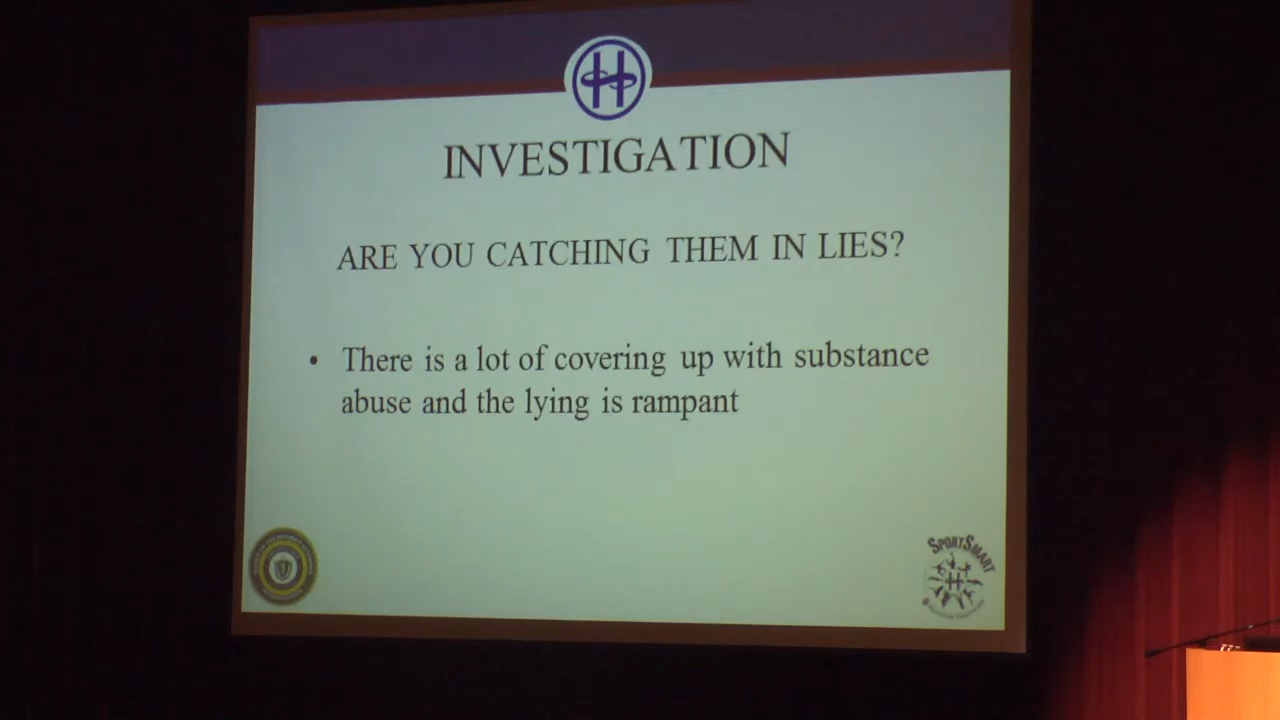 H
INVESTIGATION
ARE YOU CATCHING THEM IN LIES?
• There is a lot of covering up with substance
abuse and the lying is rampant
SPORTSMART
H